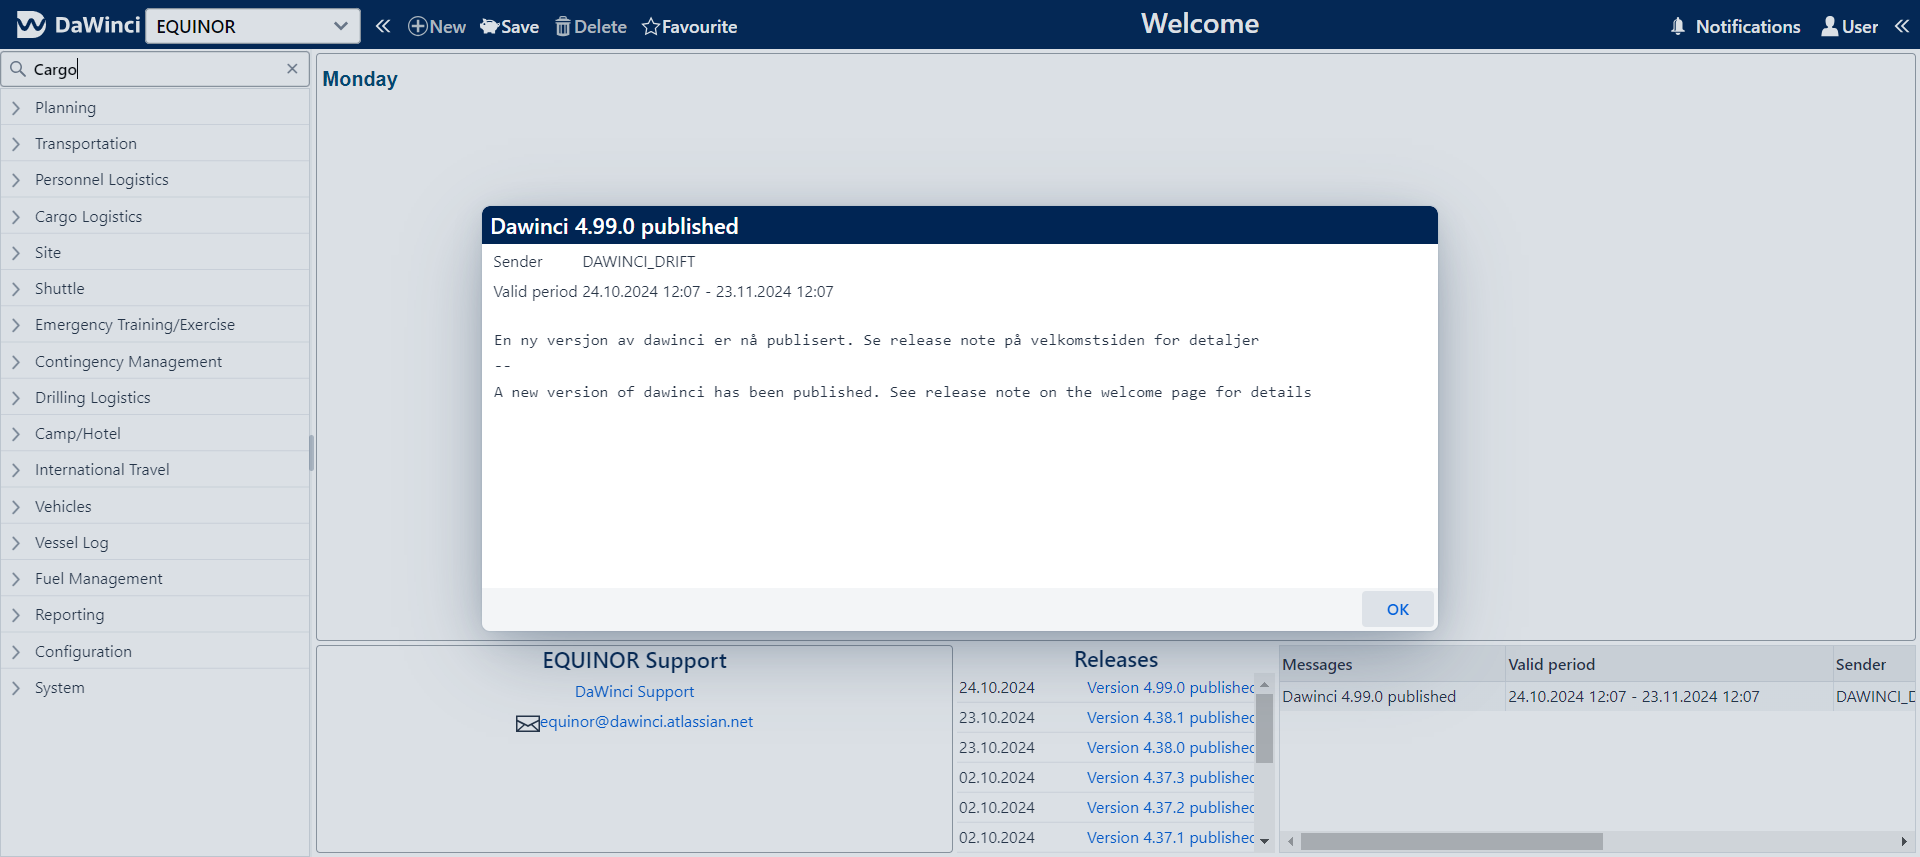 DaWinci EQUINOR New Save Delete Favourite Welcome Notifications User
Cargo
Planning
Transportation
Personnel Logistics
Cargo Logistics
Site
Shuttle
Emergency Training/Exercise
Contingency Management
Drilling Logistics
Camp/Hotel
International Travel
Vehicles
Vessel Log
Fuel Management
Reporting
Configuration
System
Monday
Dawinci 4.99.0 published
Sender DAWINCI_DRIFT
Valid period 24.10.2024 12:07 - 23.11.2024 12:07
En ny versjon av dawinci er nå publisert. Se release note på velkomstsiden for detaljer
--
A new version of dawinci has been published. See release note on the welcome page for details
OK
EQUINOR Support
DaWinci Support
equinor@dawinci.atlassian.net
Releases
24.10.2024 Version 4.99.0 published
23.10.2024 Version 4.38.1 published
23.10.2024 Version 4.38.0 published
02.10.2024 Version 4.37.3 published
02.10.2024 Version 4.37.2 published
02.10.2024 Version 4.37.1 published
Messages Valid period Sender
Dawinci 4.99.0 published 24.10.2024 12:07 - 23.11.2024 12:07 DAWINCI_D